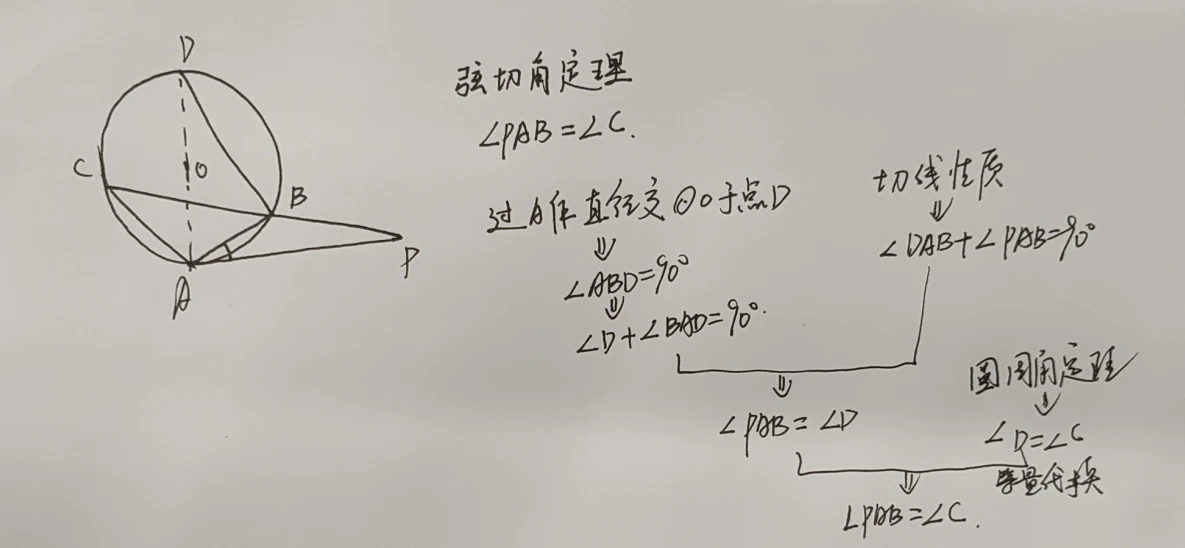 D
O
C
B
P
A
弦切角定理
∠PAB=∠C.
过A作直径交⊙O于点D
⇓
∠ABD=90°
⇓
∠D+∠BAD=90°.
切线性质
⇓
∠DAB+∠PAB=90°
⇓
∠PAB=∠D
圆周角定理
⇓
∠D=∠C
等量代换
⇓
∠PAB=∠C.